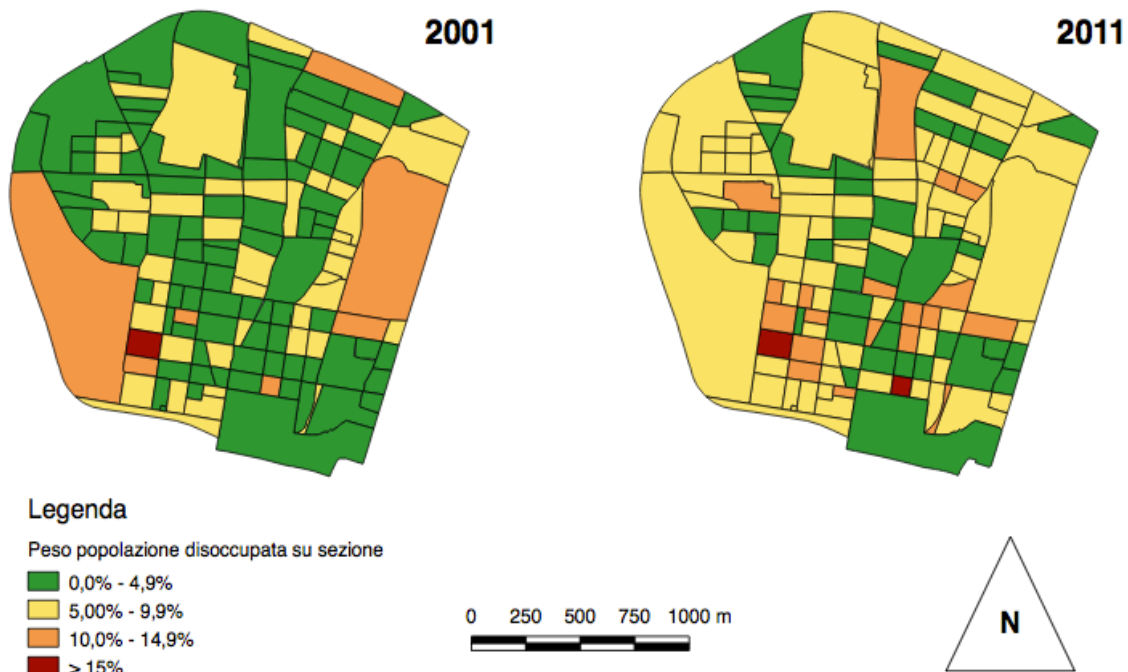 2001
2011
Legenda
Peso popolazione disoccupata su sezione
0,0% - 4,9%
5,00% - 9,9%
10,0% - 14,9%
> 15%
0 250 500 750 1000 m
N